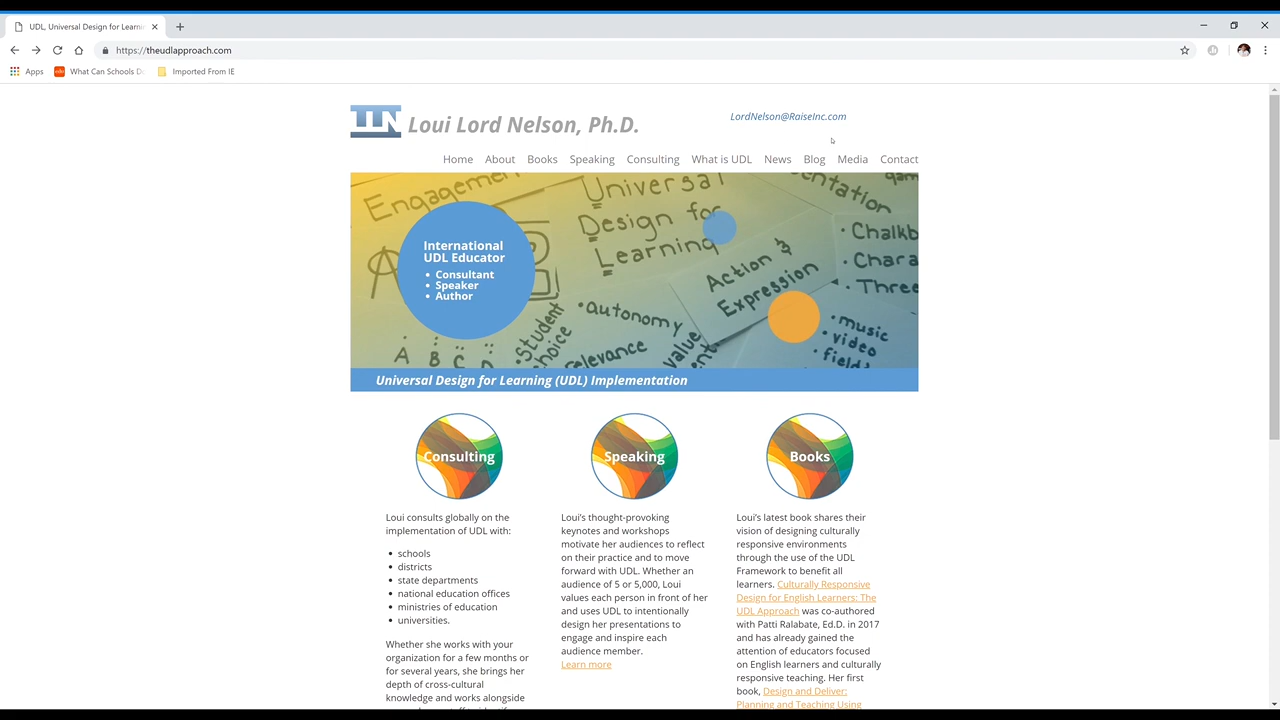 UDL, Universal Design for Learni
https://theudlapproach.com
Apps
What Can Schools D
Imported From IE
LLN
Loui Lord Nelson, Ph.D.
LordNelson@RaiseInc.com
Home About Books Speaking Consulting What is UDL News Blog Media Contact
Engagement
Universal
Design for
Learning
Action &
Expression
entation
gam
• Chalkb
• Chara
• Three
• music
• video
• field
• autonomy
• Student
choice
relevance
value
A B C D
International
UDL Educator
• Consultant
• Speaker
• Author
Universal Design for Learning (UDL) Implementation
Consulting
Loui consults globally on the
implementation of UDL with:
• schools
• districts
• state departments
• national education offices
• ministries of education
• universities.
Whether she works with your
organization for a few months or
for several years, she brings her
depth of cross-cultural
knowledge and works alongside
Speaking
Loui's thought-provoking
keynotes and workshops
motivate her audiences to reflect
on their practice and to move
forward with UDL. Whether an
audience of 5 or 5,000, Loui
values each person in front of her
and uses UDL to intentionally
design her presentations to
engage and inspire each
audience member.
Learn more
Books
Loui's latest book shares their
vision of designing culturally
responsive environments
through the use of the UDL
Framework to benefit all
learners. Culturally Responsive
Design for English Learners: The
UDL Approach was co-authored
with Patti Ralabate, Ed.D. in 2017
and has already gained the
attention of educators focused
on English learners and culturally
responsive teaching. Her first
book, Design and Deliver:
Planning and Teaching Using